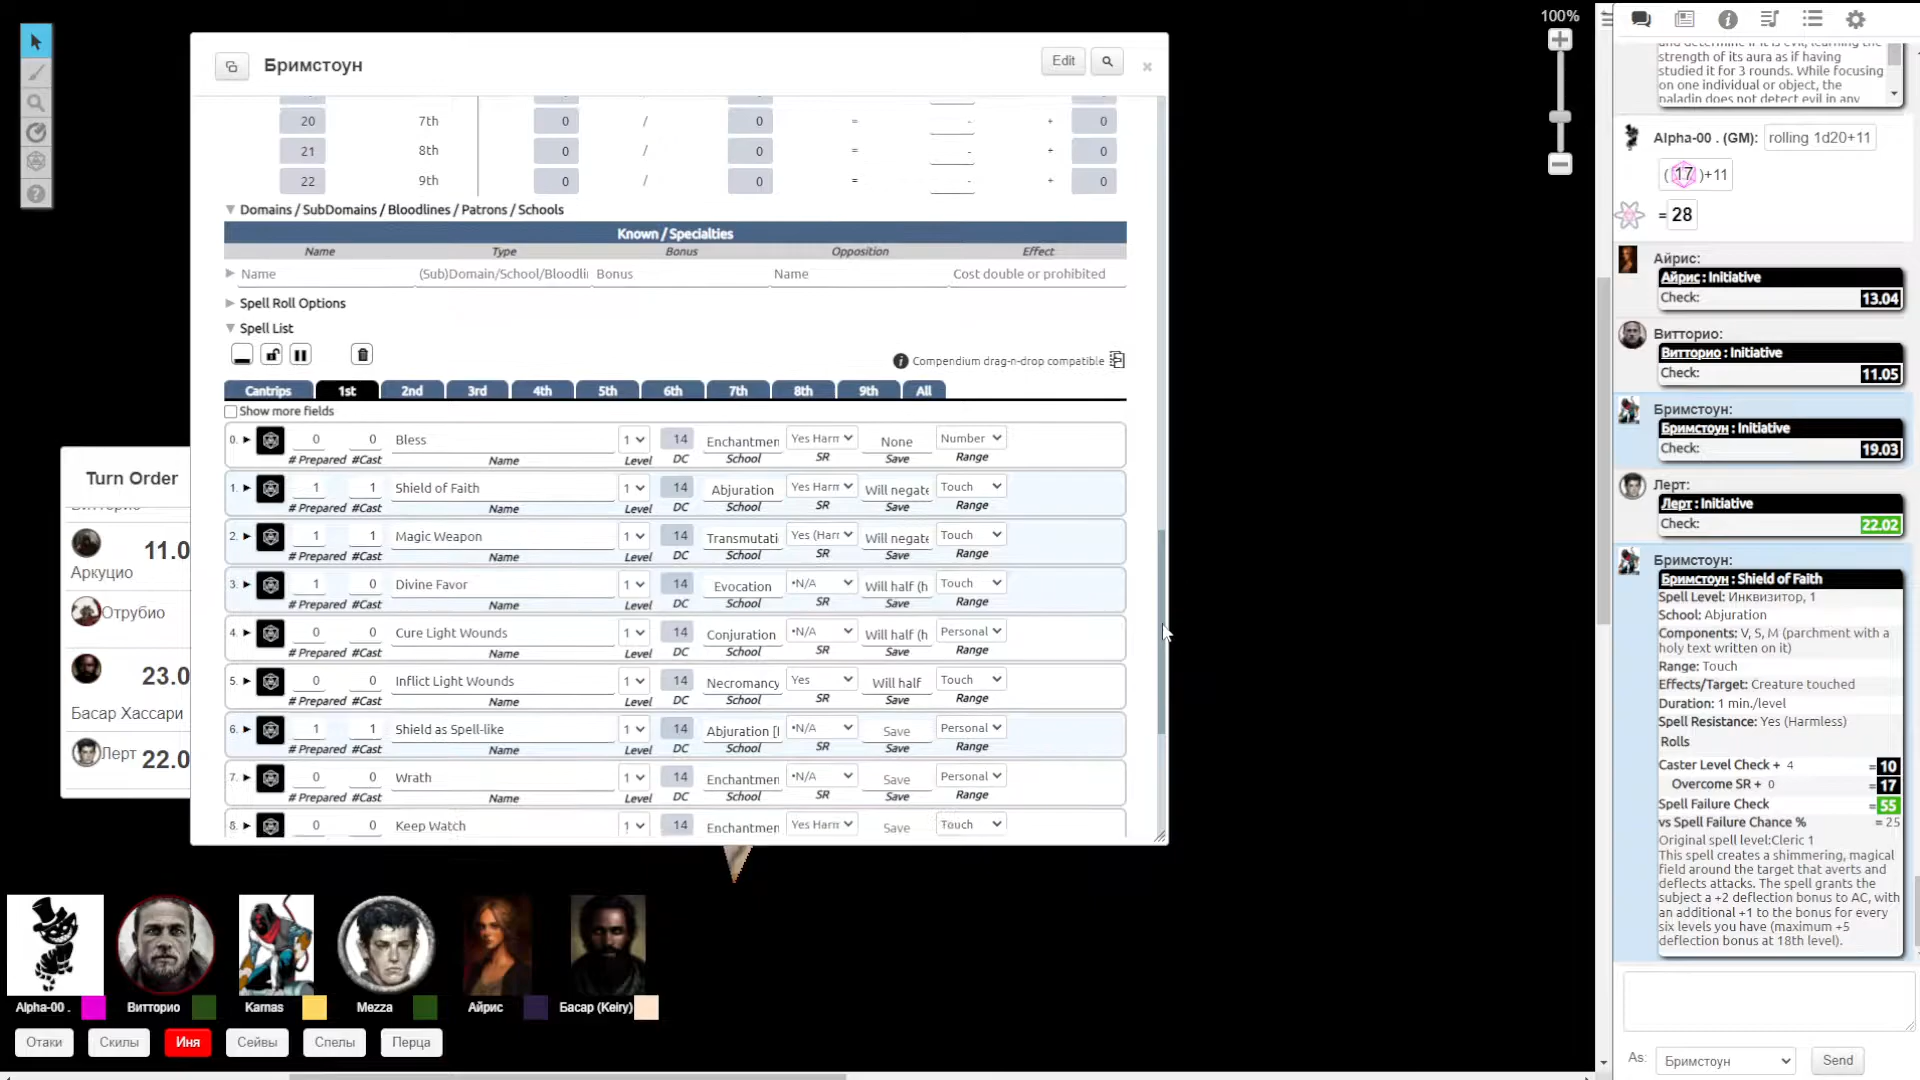 100%
Бримстоун
Edit
20 7th 0 / 0 = - + 0
21 8th 0 / 0 = - + 0
22 9th 0 / 0 = - + 0
Domains / SubDomains / Bloodlines / Patrons / Schools
Known / Specialties
Name Type Bonus Opposition Effect
Name (Sub)Domain/School/Bloodli Bonus Name Cost double or prohibited
Spell Roll Options
Spell List
Compendium drag-n-drop compatible
Cantrips 1st 2nd 3rd 4th 5th 6th 7th 8th 9th All
Show more fields
0. 0 0 Bless 1 14 Enchantmen Yes Harm None Number
# Prepared #Cast Name Level DC School SR Save Range
1. 1 1 Shield of Faith 1 14 Abjuration Yes Harm Will negate Touch
# Prepared #Cast Name Level DC School SR Save Range
2. 1 1 Magic Weapon 1 14 Transmutati Yes (Harr Will negate Touch
# Prepared #Cast Name Level DC School SR Save Range
3. 1 0 Divine Favor 1 14 Evocation •N/A Will half (h Touch
# Prepared #Cast Name Level DC School SR Save Range
4. 0 0 Cure Light Wounds 1 14 Conjuration •N/A Will half (h Personal
# Prepared #Cast Name Level DC School SR Save Range
5. 0 0 Inflict Light Wounds 1 14 Necromancy Yes Will half Touch
# Prepared #Cast Name Level DC School SR Save Range
6. 1 1 Shield as Spell-like 1 14 Abjuration [ •N/A Save Personal
# Prepared #Cast Name Level DC School SR Save Range
7. 0 0 Wrath 1 14 Enchantmen •N/A Save Personal
# Prepared #Cast Name Level DC School SR Save Range
8. 0 0 Keep Watch 1 14 Enchantmen Yes Harm Save Touch
Turn Order
11.0
Аркуцио
Отрубио
23.0
Басар Хассари
Лерт 22.0
Alpha-00 . Витторио Karnas Mezza Айрис Басар (Keiry)
Отаки Скилы Иня Сейвы Спелы Перца
strength of its aura as if having
studied it for 3 rounds. While focusing
on one individual or object, the
paladin does not detect evil in any
Alpha-00 . (GM): rolling 1d20+11
(17)+11
= 28
Айрис:
Айрис : Initiative
Check: 13.04
Витторио:
Витторио : Initiative
Check: 11.05
Бримстоун:
Бримстоун : Initiative
Check: 19.03
Лерт:
Лерт : Initiative
Check: 22.02
Бримстоун:
Бримстоун : Shield of Faith
Spell Level: Инквизитор, 1
School: Abjuration
Components: V, S, M (parchment with a
holy text written on it)
Range: Touch
Effects/Target: Creature touched
Duration: 1 min./level
Spell Resistance: Yes (Harmless)
Rolls
Caster Level Check + 4 =10
Overcome SR + 0 =17
Spell Failure Check =55
vs Spell Failure Chance % = 25
Original spell level:Cleric 1
This spell creates a shimmering, magical
field around the target that averts and
deflects attacks. The spell grants the
subject a +2 deflection bonus to AC, with
an additional +1 to the bonus for every
six levels you have (maximum +5
deflection bonus at 18th level).
As: Бримстоун Send